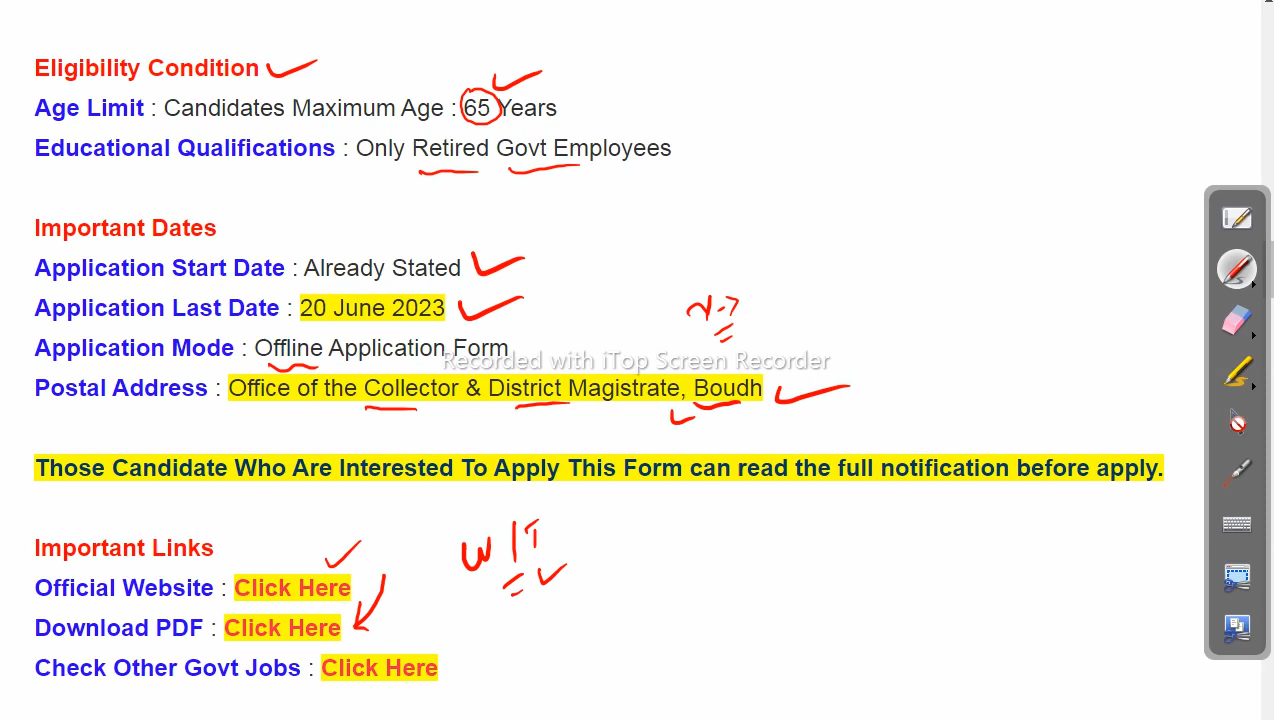 Eligibility Condition
Age Limit : Candidates Maximum Age : 65 Years
Educational Qualifications : Only Retired Govt Employees
Important Dates
Application Start Date : Already Stated
Application Last Date : 20 June 2023
Application Mode : Offline Application Form
Recorded with iTop Screen Recorder
Postal Address : Office of the Collector & District Magistrate, Boudh
Those Candidate Who Are Interested To Apply This Form can read the full notification before apply.
Important Links
Official Website : Click Here
Download PDF : Click Here
Check Other Govt Jobs : Click Here